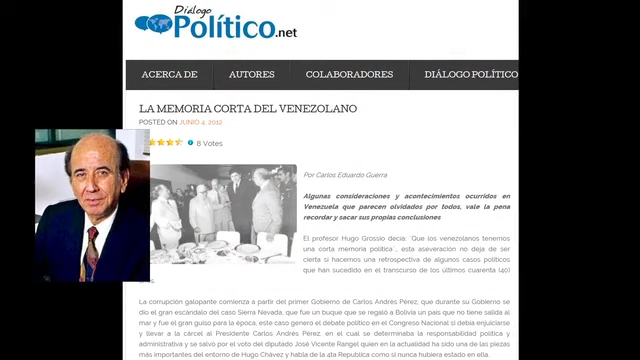 Diálogo
Político.net
ACERCA DE AUTORES COLABORADORES DIÁLOGO POLÍTICO
LA MEMORIA CORTA DEL VENEZOLANO
POSTED ON JUNIO 4, 2012
8 Votes
Por Carlos Eduardo Guerra
Algunas consideraciones y acontecimientos ocurridos en
Venezuela que parecen olvidados por todos, vale la pena
recordar y sacar sus propias conclusiones
El profesor Hugo Grossio decía: ¨Que los venezolanos tenemos
una corta memoria política¨, esta aseveración no deja de ser
cierta si hacemos una retrospectiva de algunos casos políticos
que han sucedido en el transcurso de los últimos cuarenta (40)
La corrupción galopante comienza a partir del primer Gobierno de Carlos Andrés Pérez, que durante su Gobierno se
dio el gran escándalo del caso Sierra Nevada, que fue un buque que se regaló a Bolivia un país que no tiene salida al
mar y fue el gran guiso para la época, este caso genero el debate político en el Congreso Nacional si debía enjuiciarse
y llevar a la cárcel al Presidente Carlos Andrés Pérez, en el cual se determinaba la responsabilidad política y
administrativa y se salvó por el voto del diputado José Vicente Rangel quien en la actualidad ha sido una de las piezas
más importantes del entorno de Hugo Chávez y habla de la 4ta Republica como si nunca hubiera estado en ella.